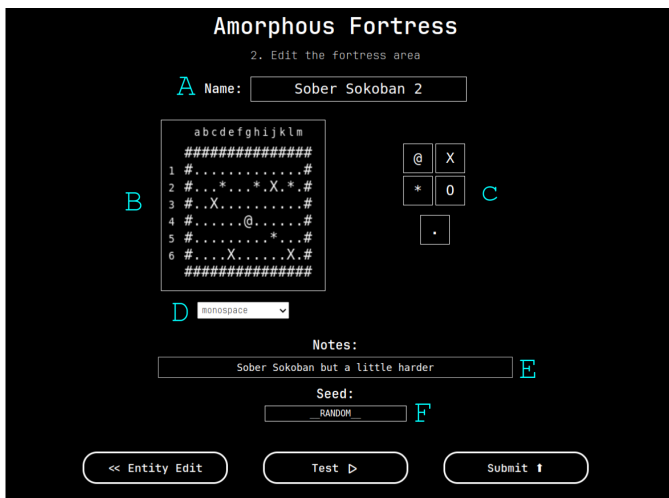 Amorphous Fortress
2. Edit the fortress area
A Name: Sober Sokoban 2
abcdefghijklm
###############
1 #.............#
2 #...*...*.X.*.#
3 #..X..........#
4 #......@......#
5 #.........*...#
6 #....X......X.#
###############
B
@ X
* O
.
C
D monospace
Notes:
Sober Sokoban but a little harder E
Seed:
__RANDOM__ F
<< Entity Edit Test ▷ Submit ⬆